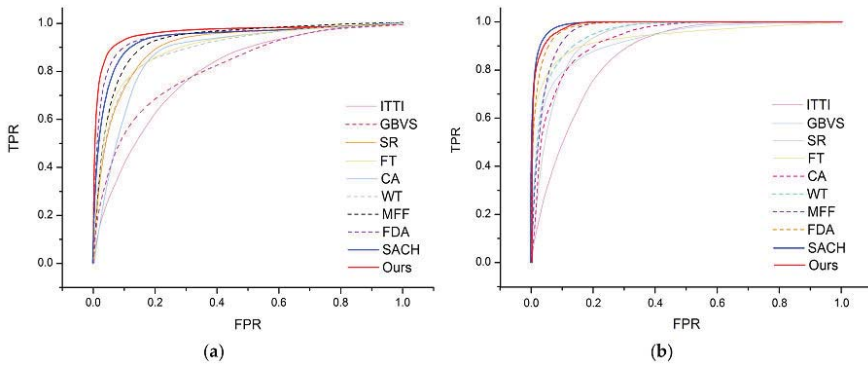 1.0
0.8
0.6
0.4
0.2
0.0
TPR
0.0 0.2 0.4 0.6 0.8 1.0
FPR
ITTI
GBVS
SR
FT
CA
WT
MFF
FDA
SACH
Ours
(a)
1.0
0.8
0.6
0.4
0.2
0.0
TPR
0.0 0.2 0.4 0.6 0.8 1.0
FPR
ITTI
GBVS
SR
FT
CA
WT
MFF
FDA
SACH
Ours
(b)